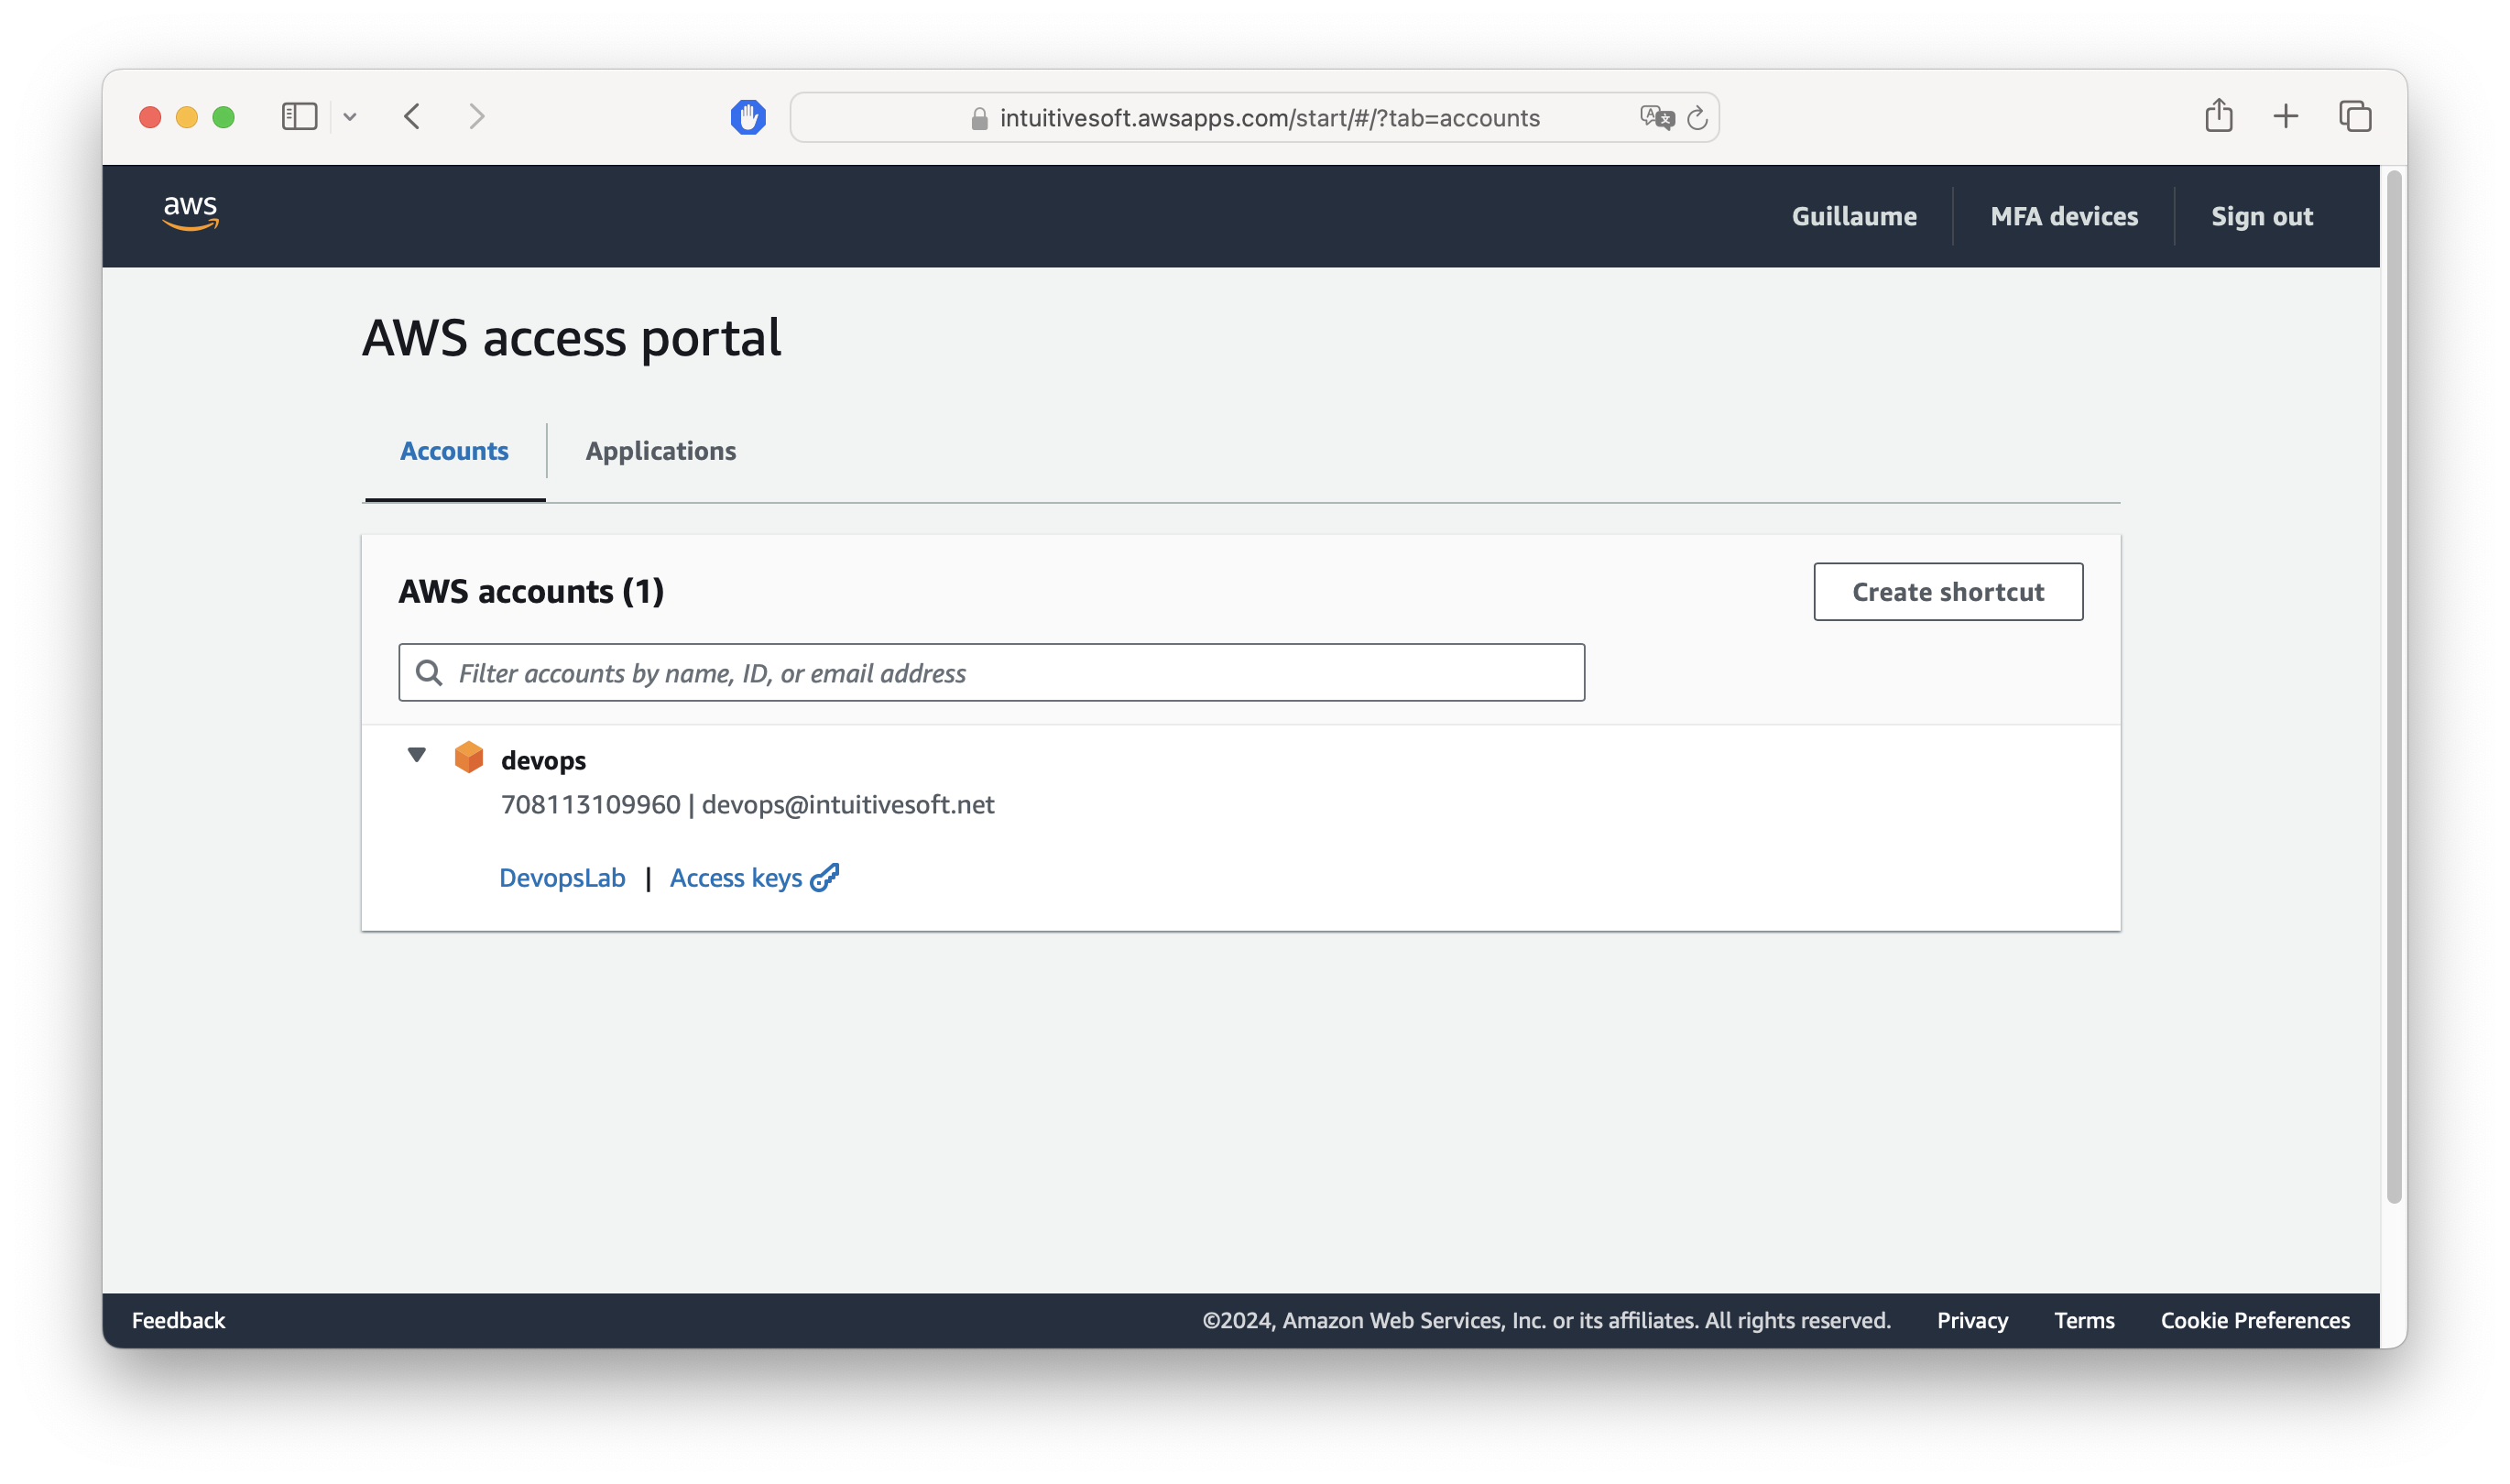 intuitivesoft.awsapps.com/start/#/?tab=accounts
aws
Guillaume
MFA devices
Sign out
AWS access portal
Accounts
Applications
AWS accounts (1)
Create shortcut
Filter accounts by name, ID, or email address
devops
708113109960 | devops@intuitivesoft.net
DevopsLab | Access keys
Feedback
©2024, Amazon Web Services, Inc. or its affiliates. All rights reserved.
Privacy
Terms
Cookie Preferences